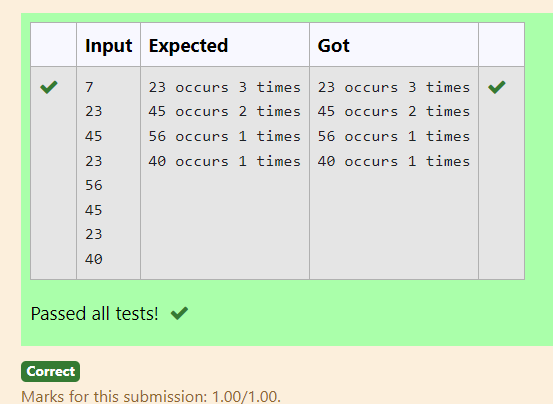 Input Expected Got
7 23 occurs 3 times 23 occurs 3 times
23 45 occurs 2 times 45 occurs 2 times
45 56 occurs 1 times 56 occurs 1 times
23 40 occurs 1 times 40 occurs 1 times
56
45
23
40
Passed all tests!
Correct
Marks for this submission: 1.00/1.00.